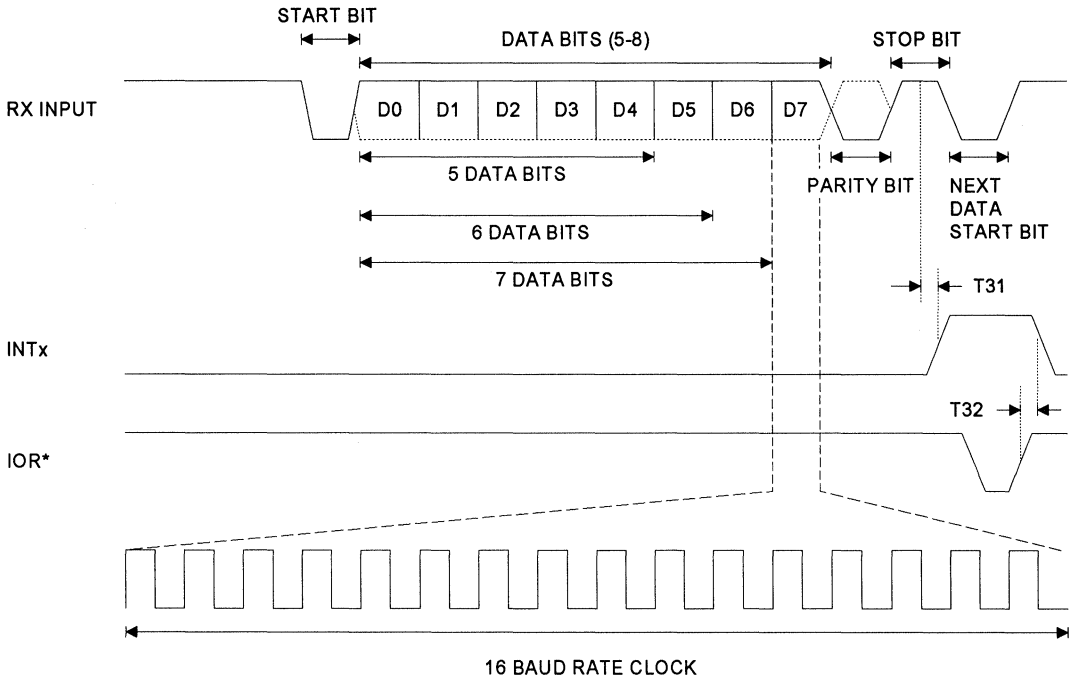 START BIT
DATA BITS (5-8)
STOP BIT
RX INPUT
D0 D1 D2 D3 D4 D5 D6 D7
5 DATA BITS
PARITY BIT
NEXT
DATA
START BIT
6 DATA BITS
7 DATA BITS
T31
INTx
T32
IOR*
16 BAUD RATE CLOCK